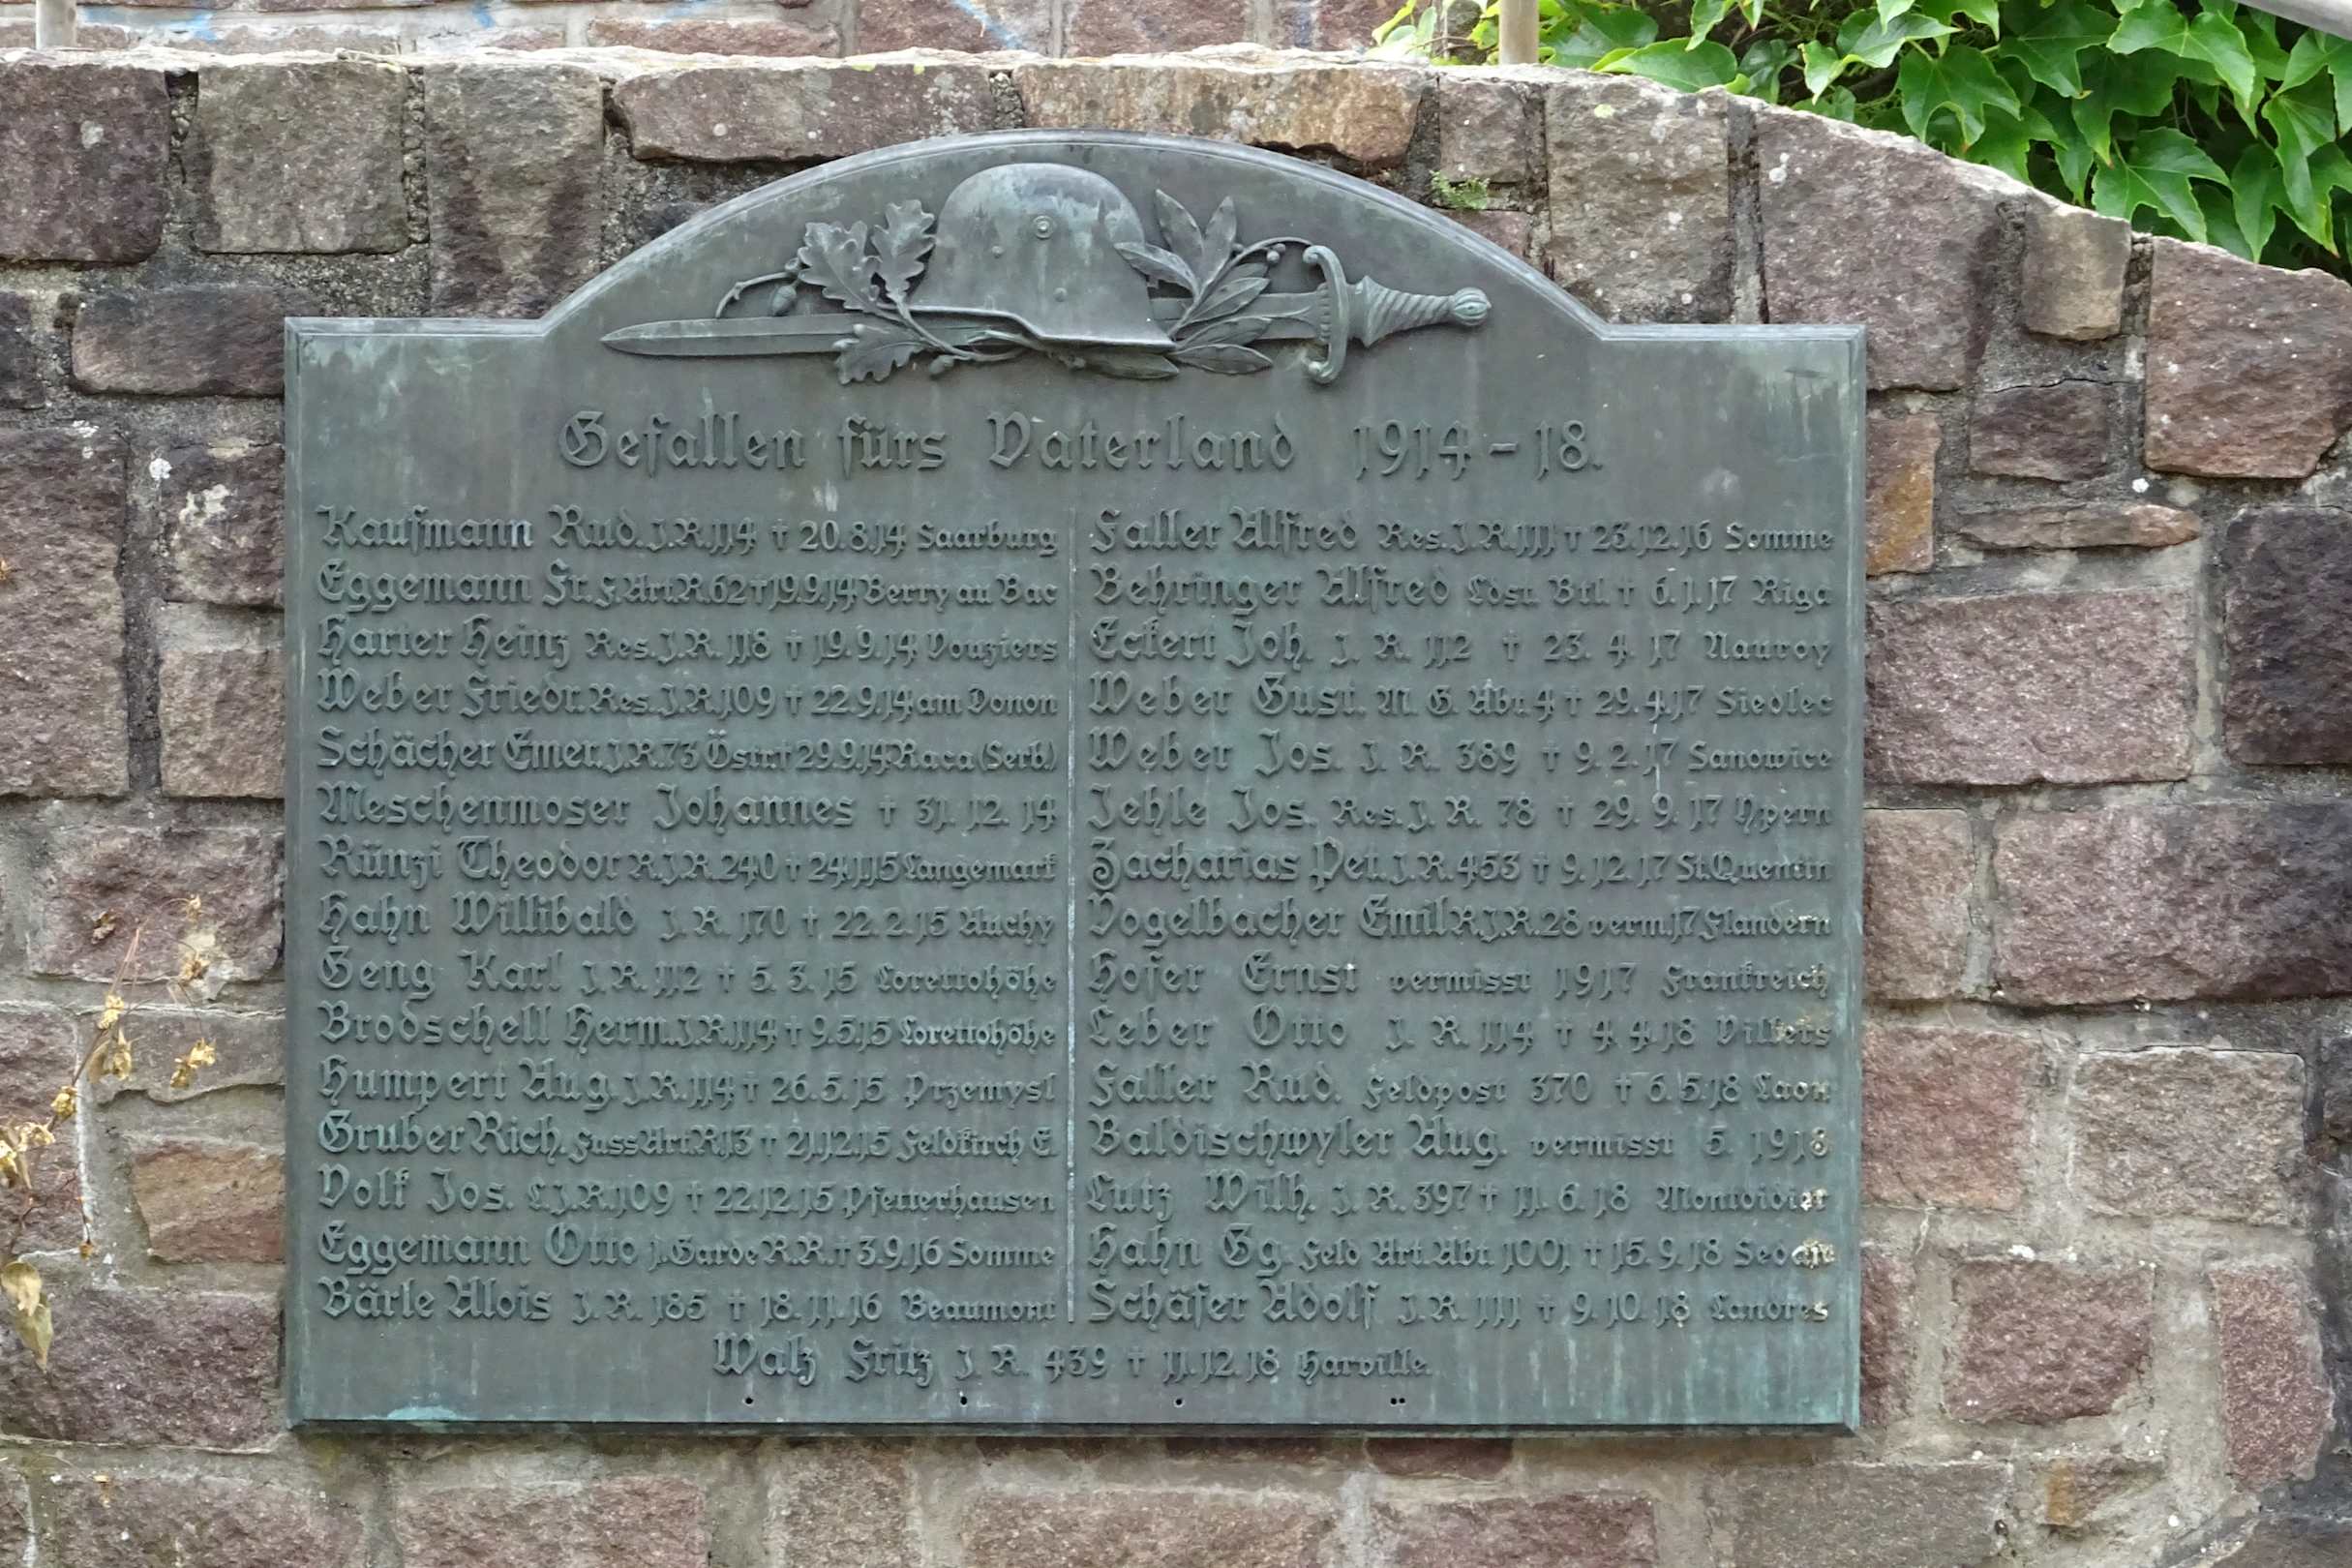 Gefallen fürs Vaterland 1914-18.
Kaufmann Rud. J.R.114 † 20.8.14 Saarburg
Eggemann Fr. F.Art.R.62 † 19.9.14 Berry au Bac
Harter Heinz Res.J.R.118 † 19.9.14 Vouziers
Weber Friedr. Res.J.R.109 † 22.9.14 am Donon
Schächer Emer. J.R.73 Östr. † 29.9.14 Raca (Serb.)
Meschenmoser Johannes † 31. 12. 14
Rünzi Theodor R.J.R.240 † 24.1.15 Langemark
Hahn Willibald J. R. 170 † 22. 2. 15 Auchy
Geng Karl J. R. 112 † 5. 3. 15 Lorettohöhe
Brodschell Herm. J.R.114 † 9.5.15 Lorettohöhe
Humpert Aug. J.R.114 † 26.5.15 Przemysl
Gruber Rich. FussArt.R.13 † 21.12.15 Feldkirch E.
Volk Jos. L.J.R.109 † 22.12.15 Pfetterhausen
Eggemann Otto 1.Garde R.R. † 3.9.16 Somme
Bärle Alois J. R. 185 † 18. 11. 16 Beaumont
Faller Alfred Res.J.R.111 † 23.12.16 Somme
Behringer Alfred Ldst. Btl. † 6. 1. 17 Riga
Eckert Joh. J. R. 112 † 23. 4. 17 Nauroy
Weber Gust. M. G. Abt. 4 † 29.4.17 Siedlec
Weber Jos. J. R. 389 † 9. 2. 17 Sanowice
Jehle Jos. Res. J. R. 78 † 29. 9. 17 Ypern
Zacharias Pet. J.R.453 † 9. 12. 17 St.Quentin
Vogelbacher Emil R.J.R.28 verm.17 Flandern
Hofer Ernst vermisst 1917 Frankreich
Leber Otto J. R. 114 † 4. 4. 18 Villers
Faller Rud. Feldpost 370 † 6.5.18 Laon
Baldischwyler Aug. vermisst 5. 1918
Lutz Wilh. J. R. 397 † 11. 6. 18 Montdidier
Hahn Gg. Feld Art.Abt. 1001 † 15. 9. 18
Schäfer Adolf J.R 111 † 9. 10. 18 Landres
Walz Fritz J. R. 439 † 11.12.18 Harville.